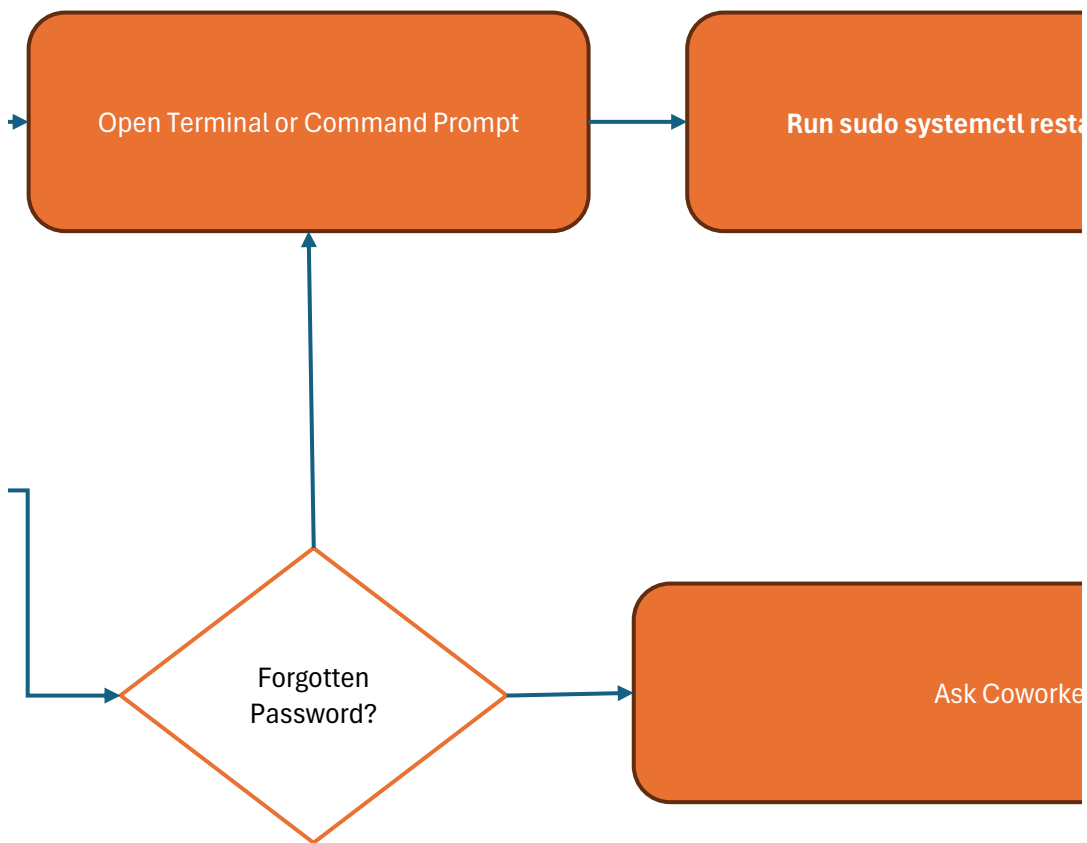 Open Terminal or Command Prompt
Run sudo systemctl
Forgotten
Password?
Ask